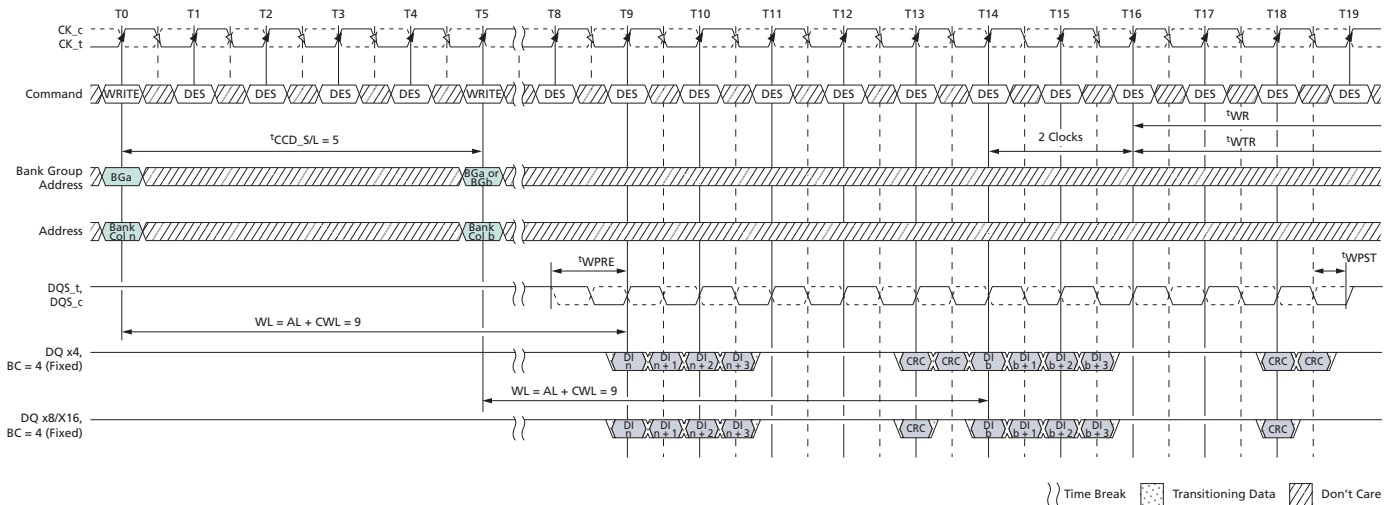 T0 T1 T2 T3 T4 T5 T8 T9 T10 T11 T12 T13 T14 T15 T16 T17 T18 T19
CK_c
CK_t
Command WRITE DES DES DES DES WRITE DES DES DES DES DES DES DES DES DES DES DES DES
tWR
tCCD_S/L = 5
2 Clocks
tWTR
Bank Group
Address
BGa
BGa or
BGb
Address
Bank
Col n
Bank
Col b
tWPRE
tWPST
DQS_t,
DQS_c
WL = AL + CWL = 9
DQ x4,
BC = 4 (Fixed)
DI
n
DI
n + 1
DI
n + 2
DI
n + 3
CRC CRC
DI
b
DI
b + 1
DI
b + 2
DI
b + 3
CRC CRC
WL = AL + CWL = 9
DQ x8/X16,
BC = 4 (Fixed)
DI
n
DI
n + 1
DI
n + 2
DI
n + 3
CRC
DI
b
DI
b + 1
DI
b + 2
DI
b + 3
CRC
Time Break Transitioning Data Don't Care